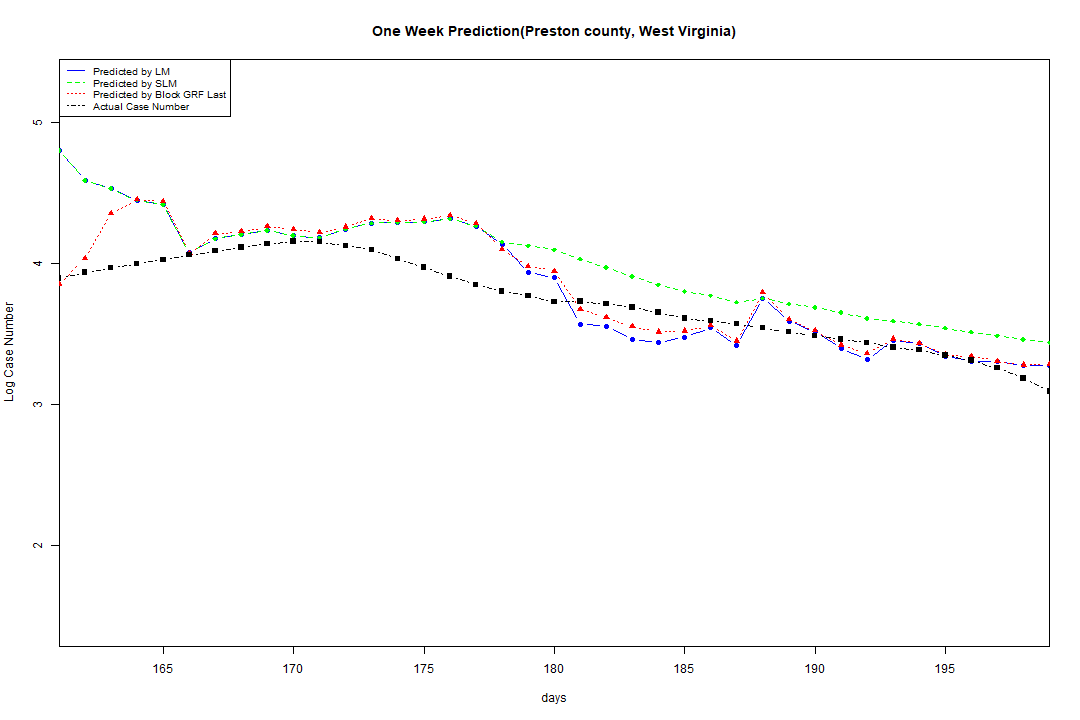 One Week Prediction(Preston county, West Virginia)
Predicted by LM
Predicted by SLM
Predicted by Block GRF Last
Actual Case Number
5
4
3
2
Log Case Number
165 170 175 180 185 190 195
days